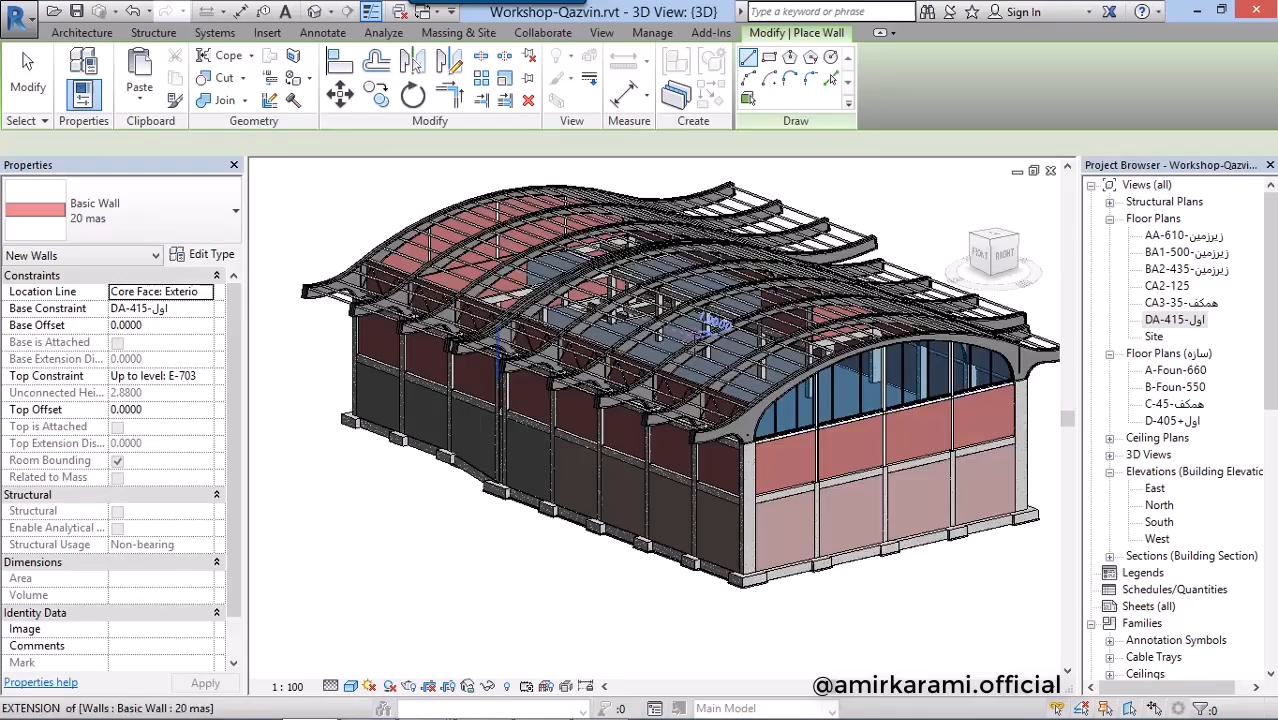 Workshop-Qazvin.rvt - 3D View: {3D}
Type a keyword or phrase
Sign In
Architecture
Structure
Systems
Insert
Annotate
Analyze
Massing & Site
Collaborate
View
Manage
Add-Ins
Modify | Place Wall
Modify
Paste
Cope
Cut
Join
Select
Properties
Clipboard
Geometry
Modify
View
Measure
Create
Draw
Properties
Basic Wall
20 mas
New Walls
Edit Type
Constraints
Location Line Core Face: Exterio
Base Constraint DA-415-اول
Base Offset 0.0000
Base is Attached
Base Extension Di... 0.0000
Top Constraint Up to level: E-703
Unconnected Hei... 2.8800
Top Offset 0.0000
Top is Attached
Top Extension Dis... 0.0000
Room Bounding
Related to Mass
Structural
Structural
Enable Analytical ...
Structural Usage Non-bearing
Dimensions
Area
Volume
Identity Data
Image
Comments
Mark
Properties help
Apply
FRONT
RIGHT
1 : 100
@amirkarami.official
Project Browser - Workshop-Qazvi...
Views (all)
Structural Plans
Floor Plans
AA-610-زیرزمین
BA1-500-زیرزمین
BA2-435-زیرزمین
CA2-125
CA3-35-همکف
DA-415-اول
Site
Floor Plans (سازه)
A-Foun-660
B-Foun-550
C-45-همکف
D-405+اول
Ceiling Plans
3D Views
Elevations (Building Elevatio
East
North
South
West
Sections (Building Section)
Legends
Schedules/Quantities
Sheets (all)
Families
Annotation Symbols
Cable Trays
Ceilings
EXTENSION of [Walls : Basic Wall : 20 mas]
:0
Main Model
:0